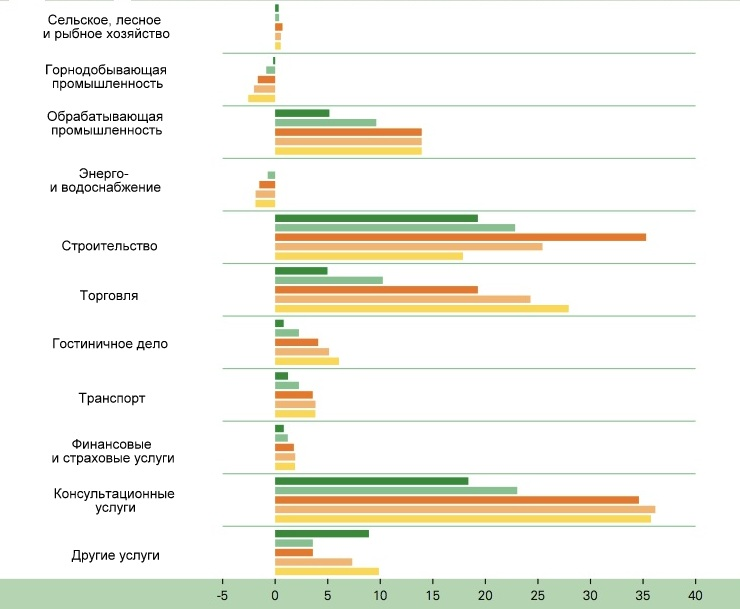 Сельское, лесное
и рыбное хозяйство
Горнодобывающая
промышленность
Обрабатывающая
промышленность
Энерго-
и водоснабжение
Строительство
Торговля
Гостиничное дело
Транспорт
Финансовые
и страховые услуги
Консультационные
услуги
Другие услуги
-5 0 5 10 15 20 25 30 35 40